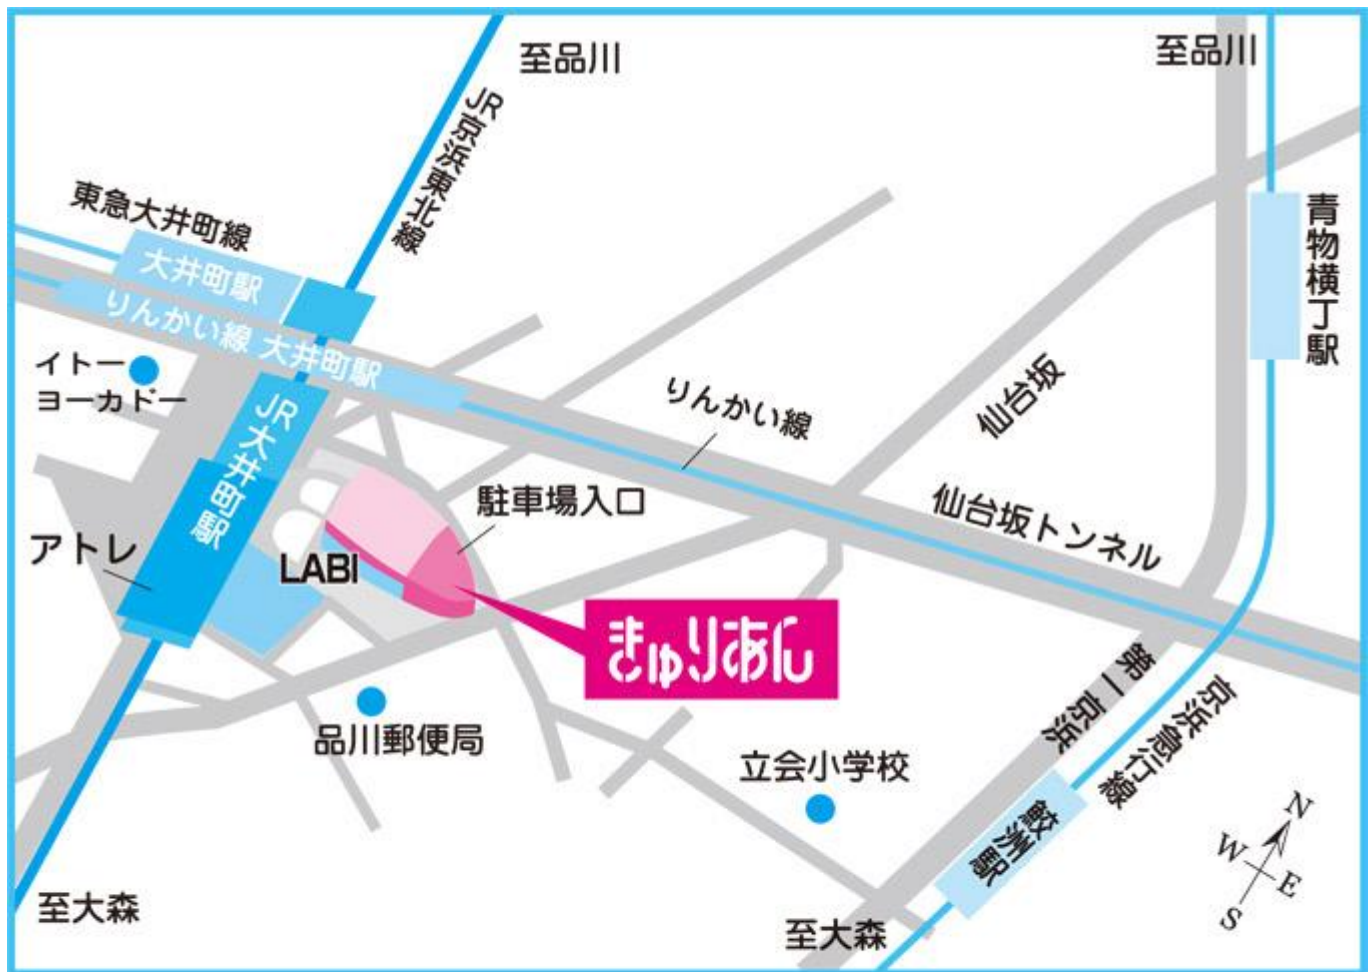 至品川
至品川
JR京浜東北線
東急大井町線
大井町駅
青物横丁駅
りんかい線 大井町駅
イトー
ヨーカドー
JR大井町駅
りんかい線
仙台坂
駐車場入口
仙台坂トンネル
アトレ
LABI
きゅりあん
第一京浜
京浜急行線
品川郵便局
立会小学校
鮫洲駅
N
W
E
S
至大森
至大森